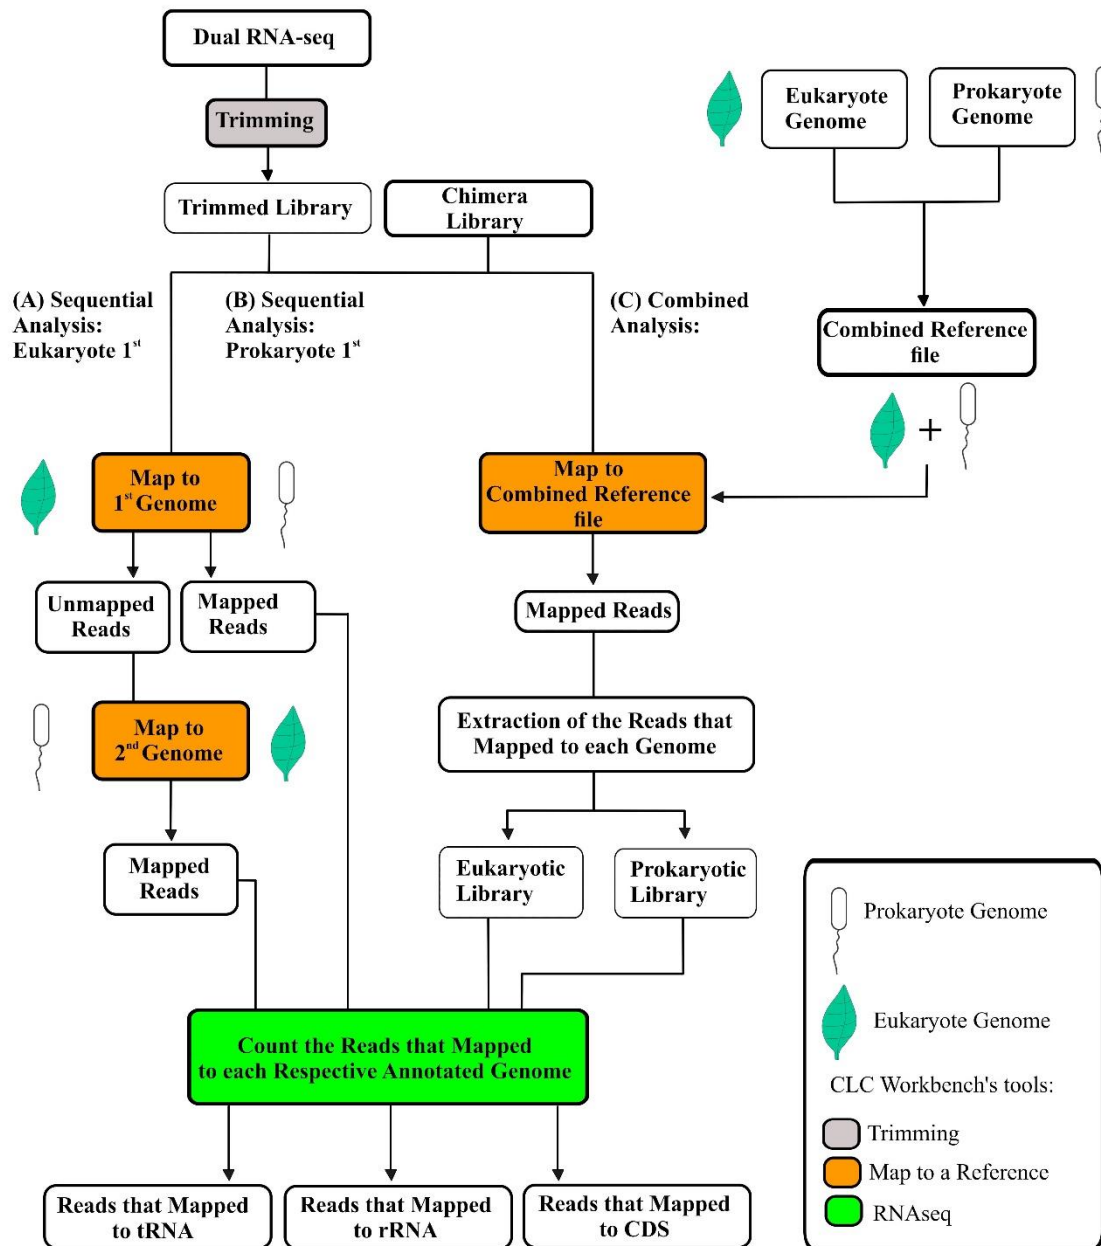 Dual RNA-seq
Trimming
Trimmed Library
Chimera
Library
Eukaryote
Genome
Prokaryote
Genome
Combined Reference
file
+
(A) Sequential
Analysis:
Eukaryote 1st
(B) Sequential
Analysis:
Prokaryote 1st
(C) Combined
Analysis:
Map to
1st Genome
Map to
Combined Reference
file
Unmapped
Reads
Mapped
Reads
Mapped Reads
Map to
2nd Genome
Extraction of the Reads that
Mapped to each Genome
Mapped
Reads
Eukaryotic
Library
Prokaryotic
Library
Count the Reads that Mapped
to each Respective Annotated Genome
Reads that Mapped
to tRNA
Reads that Mapped
to rRNA
Reads that Mapped
to CDS
Prokaryote Genome
Eukaryote Genome
CLC Workbench's tools:
Trimming
Map to a Reference
RNAseq